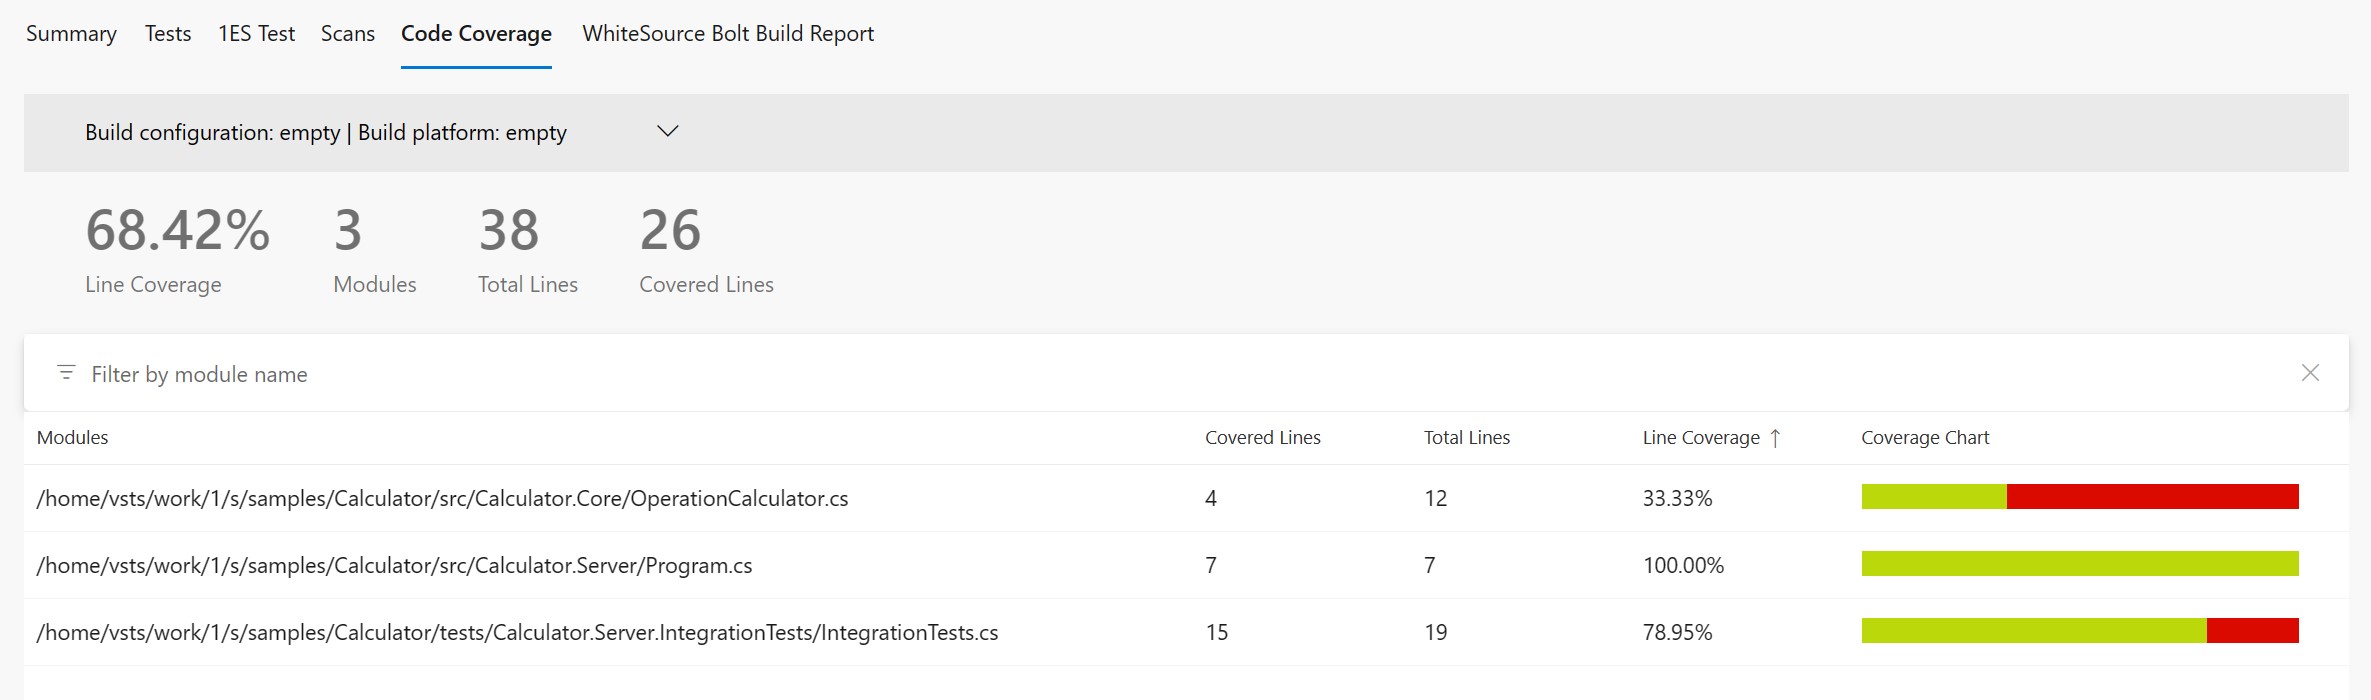 Summary Tests 1ES Test Scans Code Coverage WhiteSource Bolt Build Report
Build configuration: empty | Build platform: empty
68.42% 3 38 26
Line Coverage Modules Total Lines Covered Lines
Filter by module name
Modules Covered Lines Total Lines Line Coverage ↑ Coverage Chart
/home/vsts/work/1/s/samples/Calculator/src/Calculator.Core/OperationCalculator.cs 4 12 33.33%
/home/vsts/work/1/s/samples/Calculator/src/Calculator.Server/Program.cs 7 7 100.00%
/home/vsts/work/1/s/samples/Calculator/tests/Calculator.Server.IntegrationTests/IntegrationTests.cs 15 19 78.95%